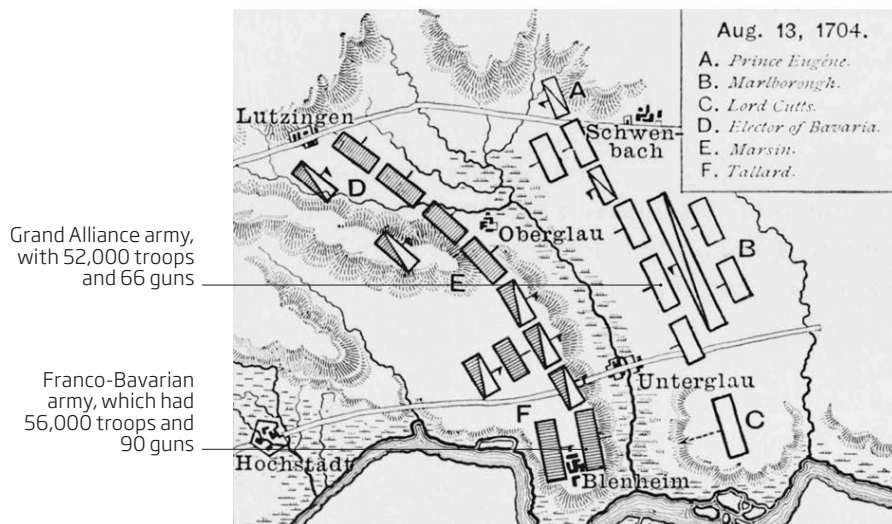 Aug. 13, 1704.
A. Prince Eugène.
B. Marlborough.
C. Lord Cutts.
D. Elector of Bavaria.
E. Marsin.
F. Tallard.
A
Lutzingen
Schwen-
bach
D
Oberglau
Grand Alliance army,
with 52,000 troops
and 66 guns
B
E
Unterglau
Franco-Bavarian
army, which had
56,000 troops and
90 guns
F
C
Hochstädt
Blenheim